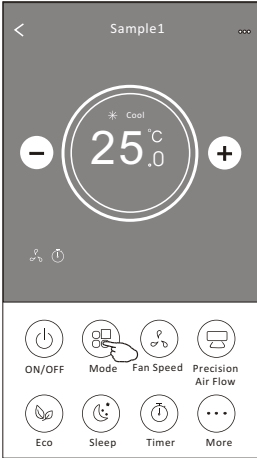 Sample1
Cool
25.0 °C
ON/OFF
Mode
Fan Speed
Precision
Air Flow
Eco
Sleep
Timer
More